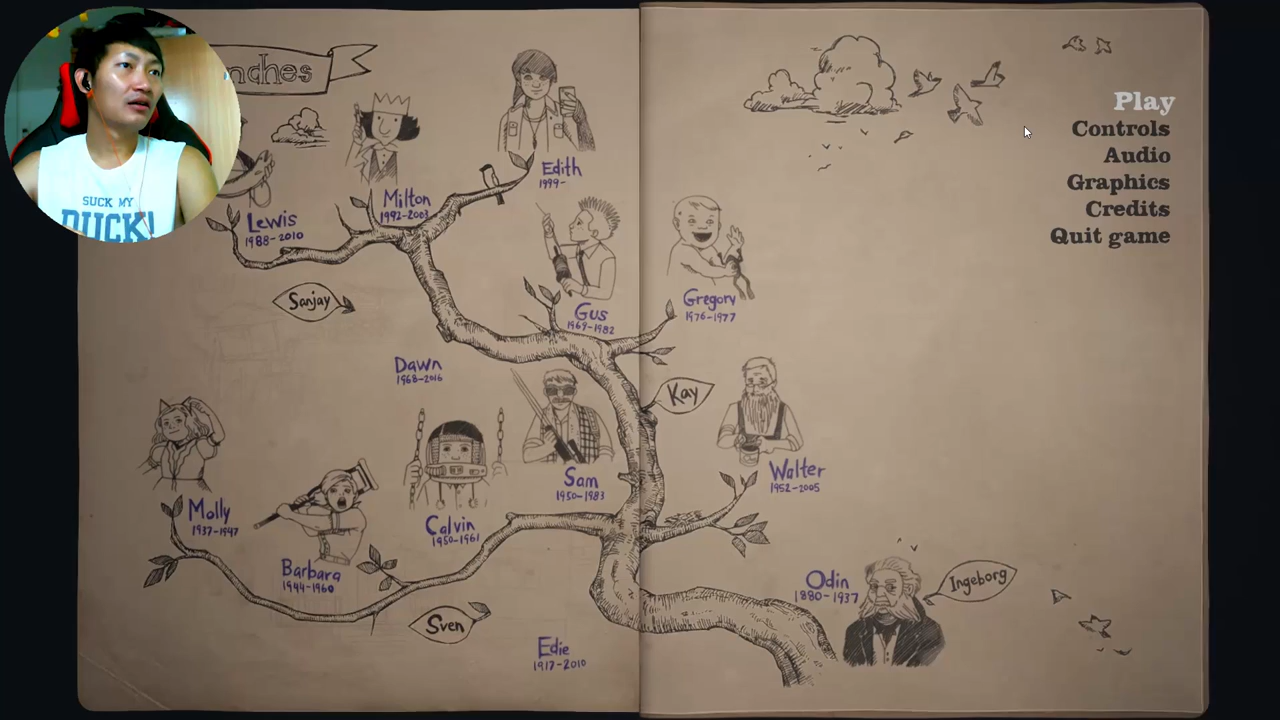 nches
Edith
1999-
Milton
1992-2003
Lewis
1988-2010
Sanjay
Gus
1969-1982
Gregory
1976-1977
Dawn
1968-2016
Kay
Sam
1950-1983
Walter
1952-2005
Calvin
1950-1961
Molly
1937-1947
Barbara
1944-1960
Sven
Edie
1917-2010
Odin
1880-1937
Ingeborg
Play
Controls
Audio
Graphics
Credits
Quit game
SUCK MY
DUCK!